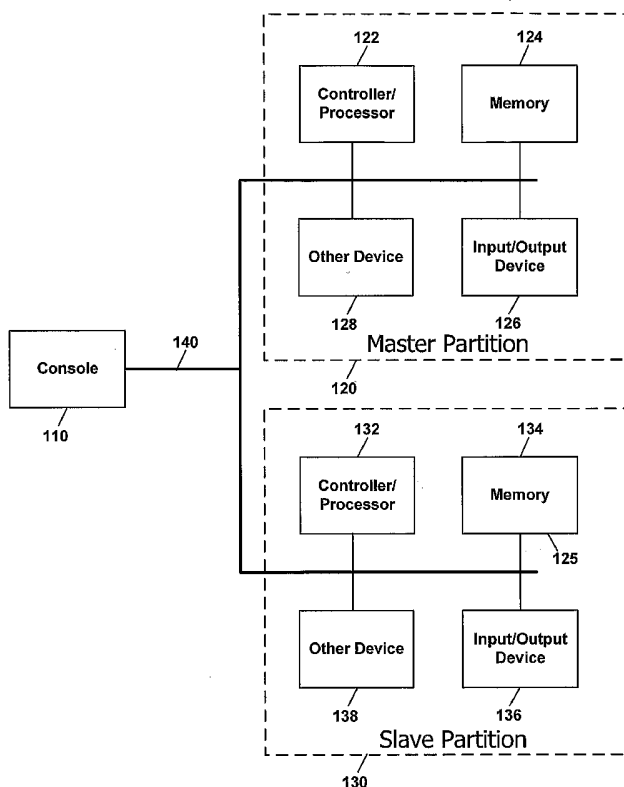 122
124
Controller/
Processor
Memory
Other Device
Input/Output
Device
128
126
Master Partition
120
140
Console
110
132
134
Controller/
Processor
Memory
125
Other Device
Input/Output
Device
138
136
Slave Partition
130